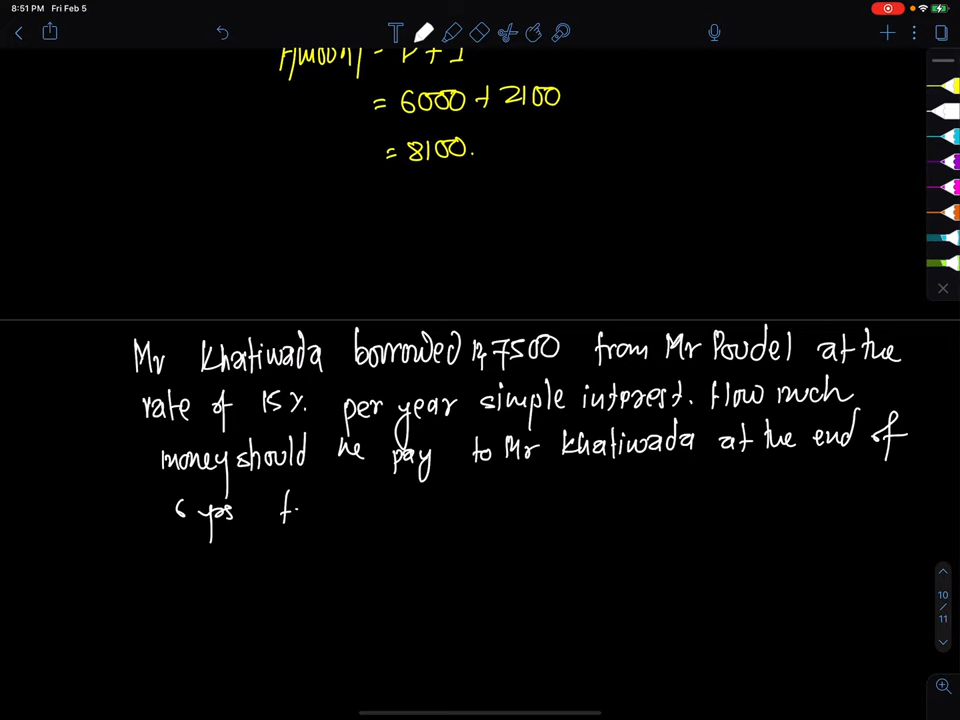 8:51 PM Fri Feb 5
= P + I
= 6000 + 2100
= 8100.
Mr Khatiwada borrowed Rs 7500 from Mr Poudel at the
rate of 15% per year simple interest. How much
money should he pay to Mr Khatiwada at the end of
6 yrs f.
10
/
11